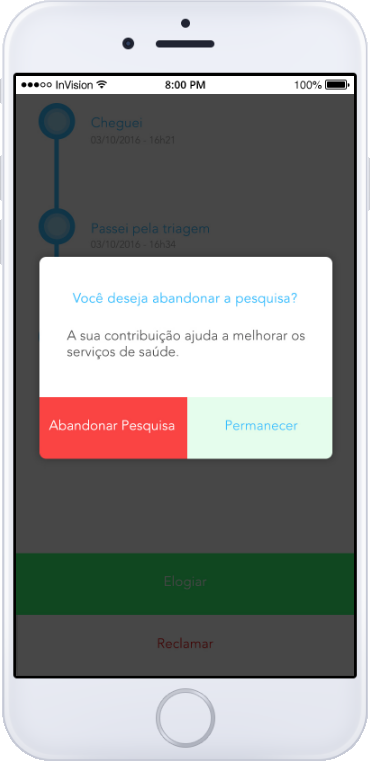 InVision
8:00 PM
100%
Cheguei
03/10/2016 - 16h21
Passei pela triagem
03/10/2016 - 16h34
Você deseja abandonar a pesquisa?
A sua contribuição ajuda a melhorar os
serviços de saúde.
Abandonar Pesquisa
Permanecer
Elogiar
Reclamar